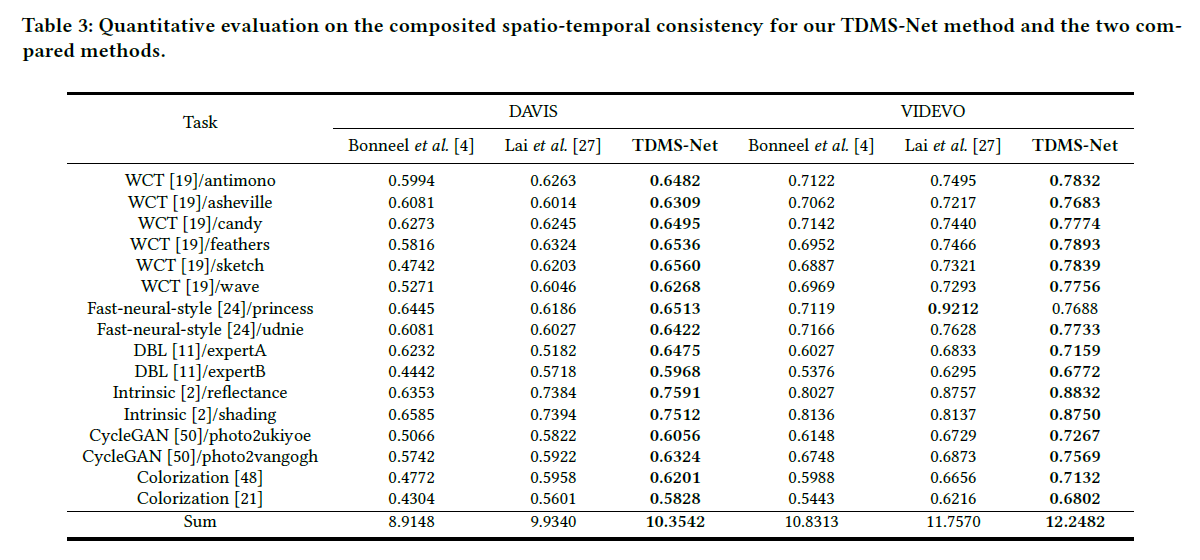 Table 3: Quantitative evaluation on the composited spatio-temporal consistency for our TDMS-Net method and the two com-
pared methods.
Task DAVIS VIDEVO
Bonneel et al. [4] Lai et al. [27] TDMS-Net Bonneel et al. [4] Lai et al. [27] TDMS-Net
WCT [19]/antimono 0.5994 0.6263 0.6482 0.7122 0.7495 0.7832
WCT [19]/asheville 0.6081 0.6014 0.6309 0.7062 0.7217 0.7683
WCT [19]/candy 0.6273 0.6245 0.6495 0.7142 0.7440 0.7774
WCT [19]/feathers 0.5816 0.6324 0.6536 0.6952 0.7466 0.7893
WCT [19]/sketch 0.4742 0.6203 0.6560 0.6887 0.7321 0.7839
WCT [19]/wave 0.5271 0.6046 0.6268 0.6969 0.7293 0.7756
Fast-neural-style [24]/princess 0.6445 0.6186 0.6513 0.7119 0.9212 0.7688
Fast-neural-style [24]/udnie 0.6081 0.6027 0.6422 0.7166 0.7628 0.7733
DBL [11]/expertA 0.6232 0.5182 0.6475 0.6027 0.6833 0.7159
DBL [11]/expertB 0.4442 0.5718 0.5968 0.5376 0.6295 0.6772
Intrinsic [2]/reflectance 0.6353 0.7384 0.7591 0.8027 0.8757 0.8832
Intrinsic [2]/shading 0.6585 0.7394 0.7512 0.8136 0.8137 0.8750
CycleGAN [50]/photo2ukiyoe 0.5066 0.5822 0.6056 0.6148 0.6729 0.7267
CycleGAN [50]/photo2vangogh 0.5742 0.5922 0.6324 0.6748 0.6873 0.7569
Colorization [48] 0.4772 0.5958 0.6201 0.5988 0.6656 0.7132
Colorization [21] 0.4304 0.5601 0.5828 0.5443 0.6216 0.6802
Sum 8.9148 9.9340 10.3542 10.8313 11.7570 12.2482